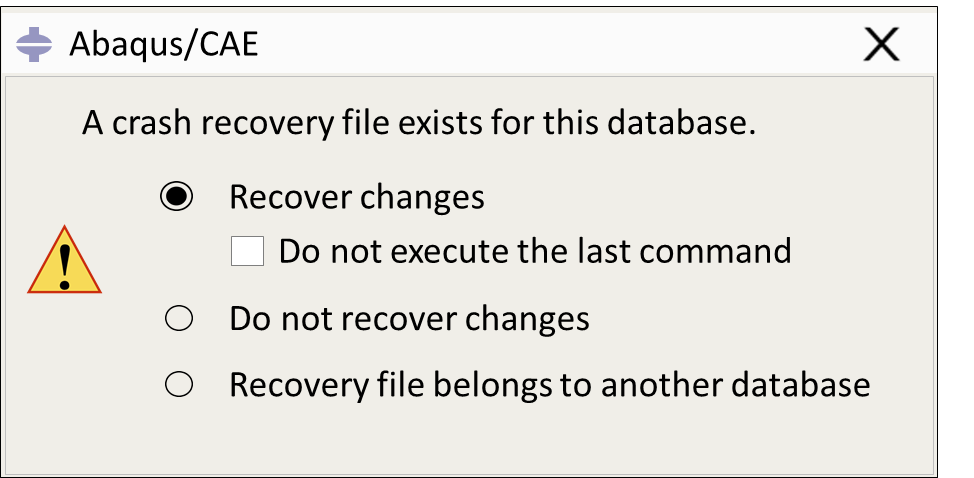 Abaqus/CAE
A crash recovery file exists for this database.
Recover changes
Do not execute the last command
Do not recover changes
Recovery file belongs to another database